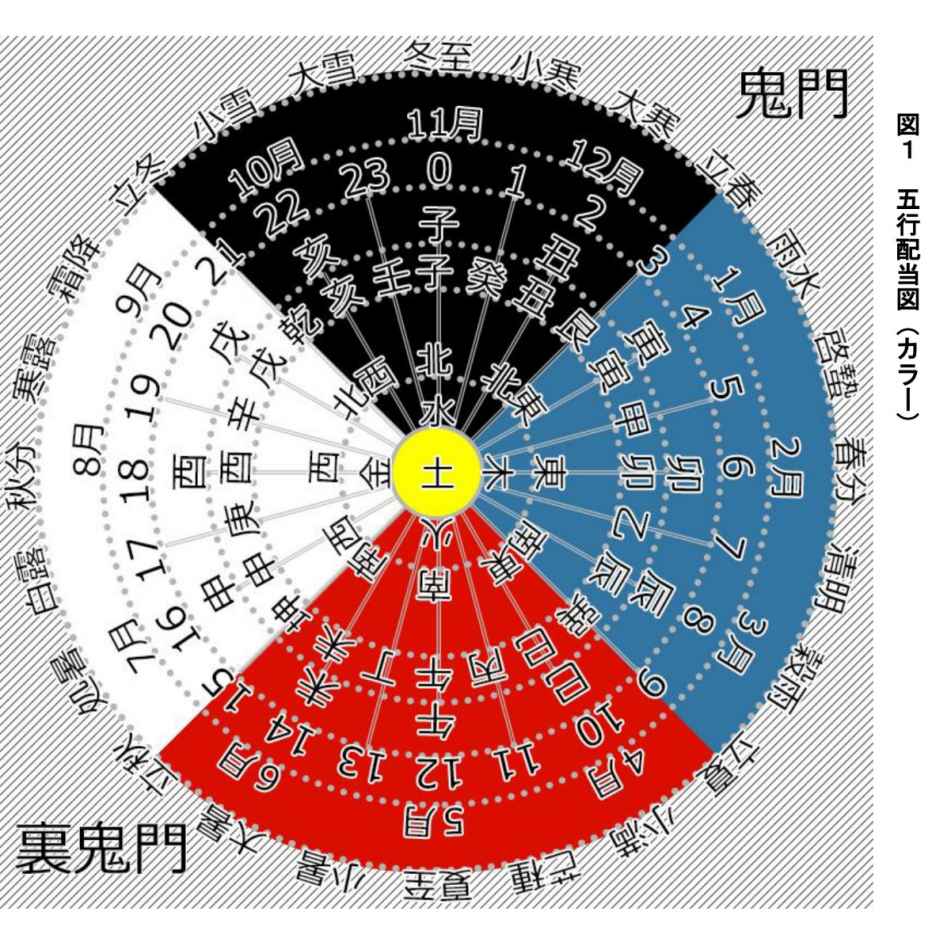 図１　五行配当図（カラー）
鬼門
裏鬼門
冬至
小寒
大寒
立春
雨水
啓蟄
春分
清明
穀雨
立夏
小満
芒種
夏至
小暑
大暑
立秋
処暑
白露
秋分
寒露
霜降
立冬
小雪
大雪
11月
12月
1月
2月
3月
4月
5月
6月
7月
8月
9月
10月
0
1
2
3
4
5
6
7
8
9
10
11
12
13
14
15
16
17
18
19
20
21
22
23
子
丑
寅
卯
辰
巳
午
未
申
酉
戌
亥
子
癸
丑
艮
寅
甲
卯
乙
辰
巽
巳
丙
午
丁
未
坤
申
庚
酉
辛
戌
乾
亥
壬
北
北東
東
東南
南
南西
西
北西
水
木
火
金
土